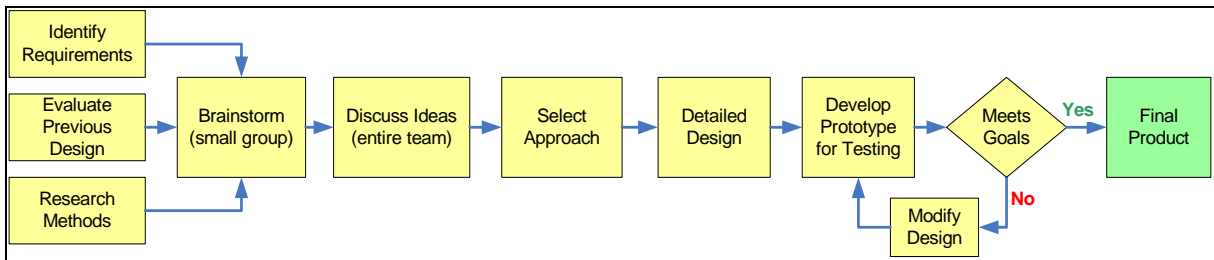 Identify
Requirements
Evaluate
Previous
Design
Research
Methods
Brainstorm
(small group)
Discuss Ideas
(entire team)
Select
Approach
Detailed
Design
Develop
Prototype
for Testing
Meets
Goals
Yes
No
Modify
Design
Final
Product